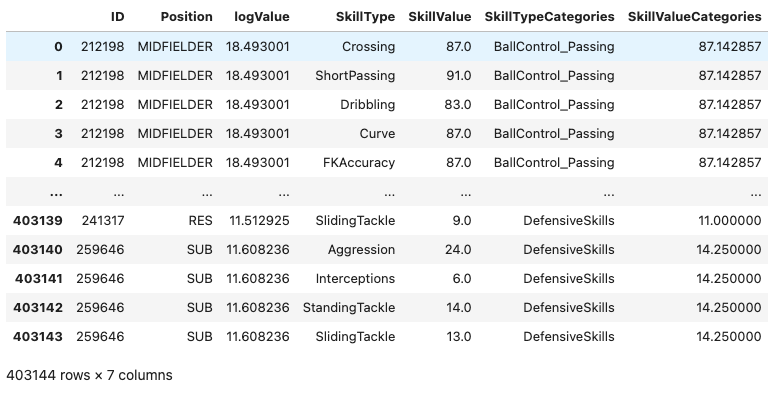 ID Position logValue SkillType SkillValue SkillTypeCategories SkillValueCategories
0 212198 MIDFIELDER 18.493001 Crossing 87.0 BallControl_Passing 87.142857
1 212198 MIDFIELDER 18.493001 ShortPassing 91.0 BallControl_Passing 87.142857
2 212198 MIDFIELDER 18.493001 Dribbling 83.0 BallControl_Passing 87.142857
3 212198 MIDFIELDER 18.493001 Curve 87.0 BallControl_Passing 87.142857
4 212198 MIDFIELDER 18.493001 FKAccuracy 87.0 BallControl_Passing 87.142857
... ... ... ... ... ... ... ...
403139 241317 RES 11.512925 SlidingTackle 9.0 DefensiveSkills 11.000000
403140 259646 SUB 11.608236 Aggression 24.0 DefensiveSkills 14.250000
403141 259646 SUB 11.608236 Interceptions 6.0 DefensiveSkills 14.250000
403142 259646 SUB 11.608236 StandingTackle 14.0 DefensiveSkills 14.250000
403143 259646 SUB 11.608236 SlidingTackle 13.0 DefensiveSkills 14.250000
403144 rows × 7 columns